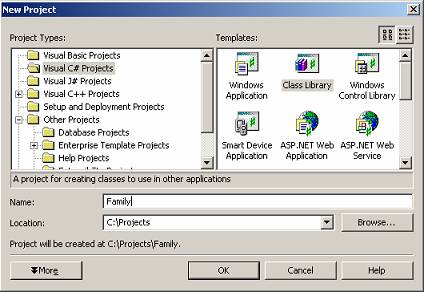 New Project
Project Types:
Templates:
Visual Basic Projects
Visual C# Projects
Visual J# Projects
Visual C++ Projects
Setup and Deployment Projects
Other Projects
Database Projects
Enterprise Template Projects
Help Projects
Windows Application
Class Library
Windows Control Library
Smart Device Application
ASP.NET Web Application
ASP.NET Web Service
A project for creating classes to use in other applications
Name:
Family
Location:
C:\Projects
Browse...
Project will be created at C:\Projects\Family.
More
OK
Cancel
Help